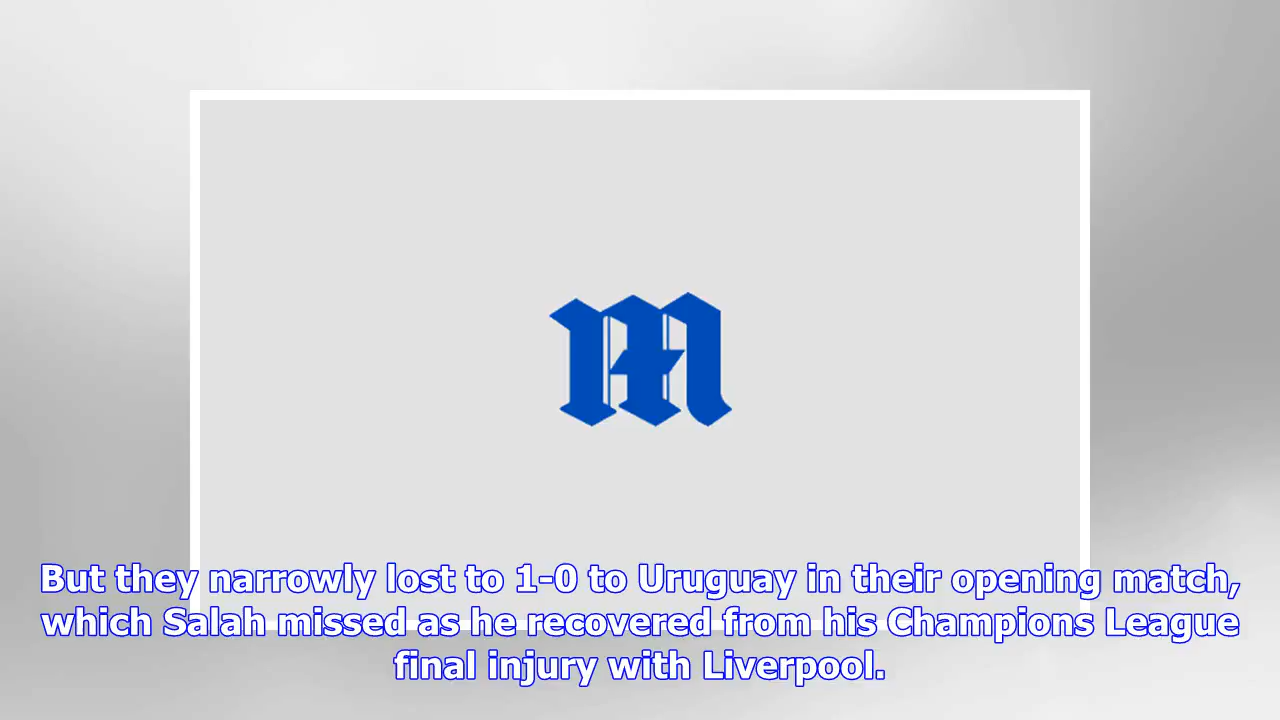 m
But they narrowly lost to 1-0 to Uruguay in their opening match,
which Salah missed as he recovered from his Champions League
final injury with Liverpool.